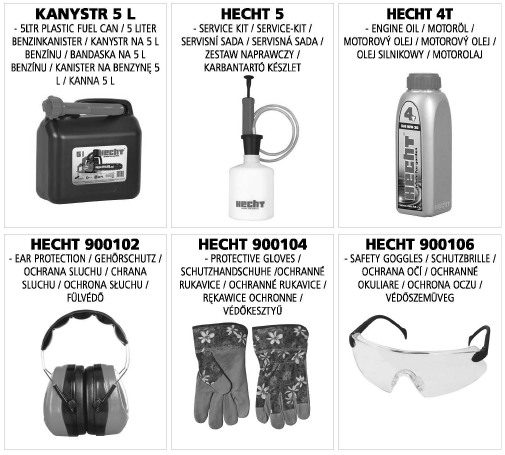 KANYSTR 5 L
- 5LTR PLASTIC FUEL CAN / 5 LITER
BENZINKANISTER / KANYSTR NA 5 L
BENZÍNU / BANDASKA NA 5 L
BENZÍNU / KANISTER NA BENZYNĘ 5
L / KANNA 5 L
5 l
HECHT
HECHT 5
- SERVICE KIT / SERVICE-KIT /
SERVISNÍ SADA / SERVISNÁ SADA /
ZESTAW NAPRAWCZY /
KARBANTARTÓ KÉSZLET
HECHT
HECHT 4T
- ENGINE OIL / MOTORÖL /
MOTOROVÝ OLEJ / MOTOROVÝ OLEJ /
OLEJ SILNIKOWY / MOTOROLAJ
4
HECHT
HECHT 900102
- EAR PROTECTION / GEHÖRSCHUTZ /
OCHRANA SLUCHU / CHRANA
SLUCHU / OCHRONA SŁUCHU /
FÜLVÉDŐ
HECHT 900104
- PROTECTIVE GLOVES /
SCHUTZHANDSCHUHE /OCHRANNÉ
RUKAVICE / OCHRANNÉ RUKAVICE /
RĘKAWICE OCHRONNE /
VÉDŐKESZTYŰ
HECHT 900106
- SAFETY GOGGLES / SCHUTZBRILLE /
OCHRANA OČÍ / OCHRANNÉ
OKULIARE / OCHRONA OCZU /
VÉDŐSZEMÜVEG